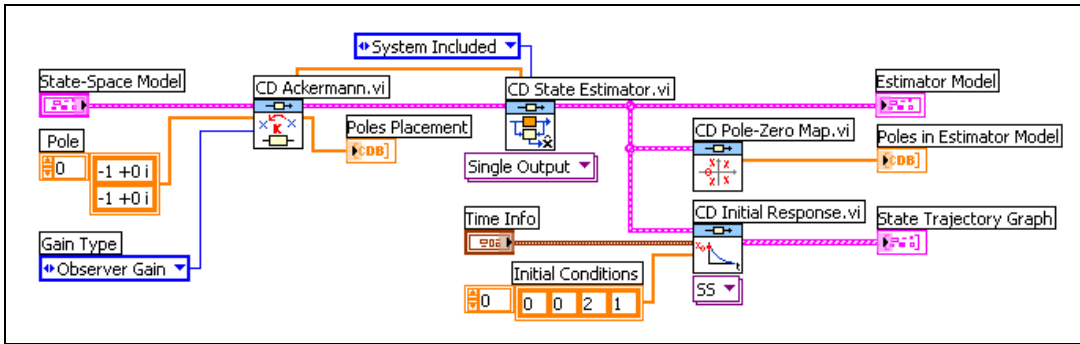 System Included
State-Space Model
CD Ackermann.vi
CD State Estimator.vi
Estimator Model
Pole
Poles Placement
CDB
CD Pole-Zero Map.vi
Poles in Estimator Model
CDB
0
-1 +0 i
-1 +0 i
Single Output
Time Info
CD Initial Response.vi
State Trajectory Graph
Gain Type
Observer Gain
Initial Conditions
0
0 0 2 1
SS